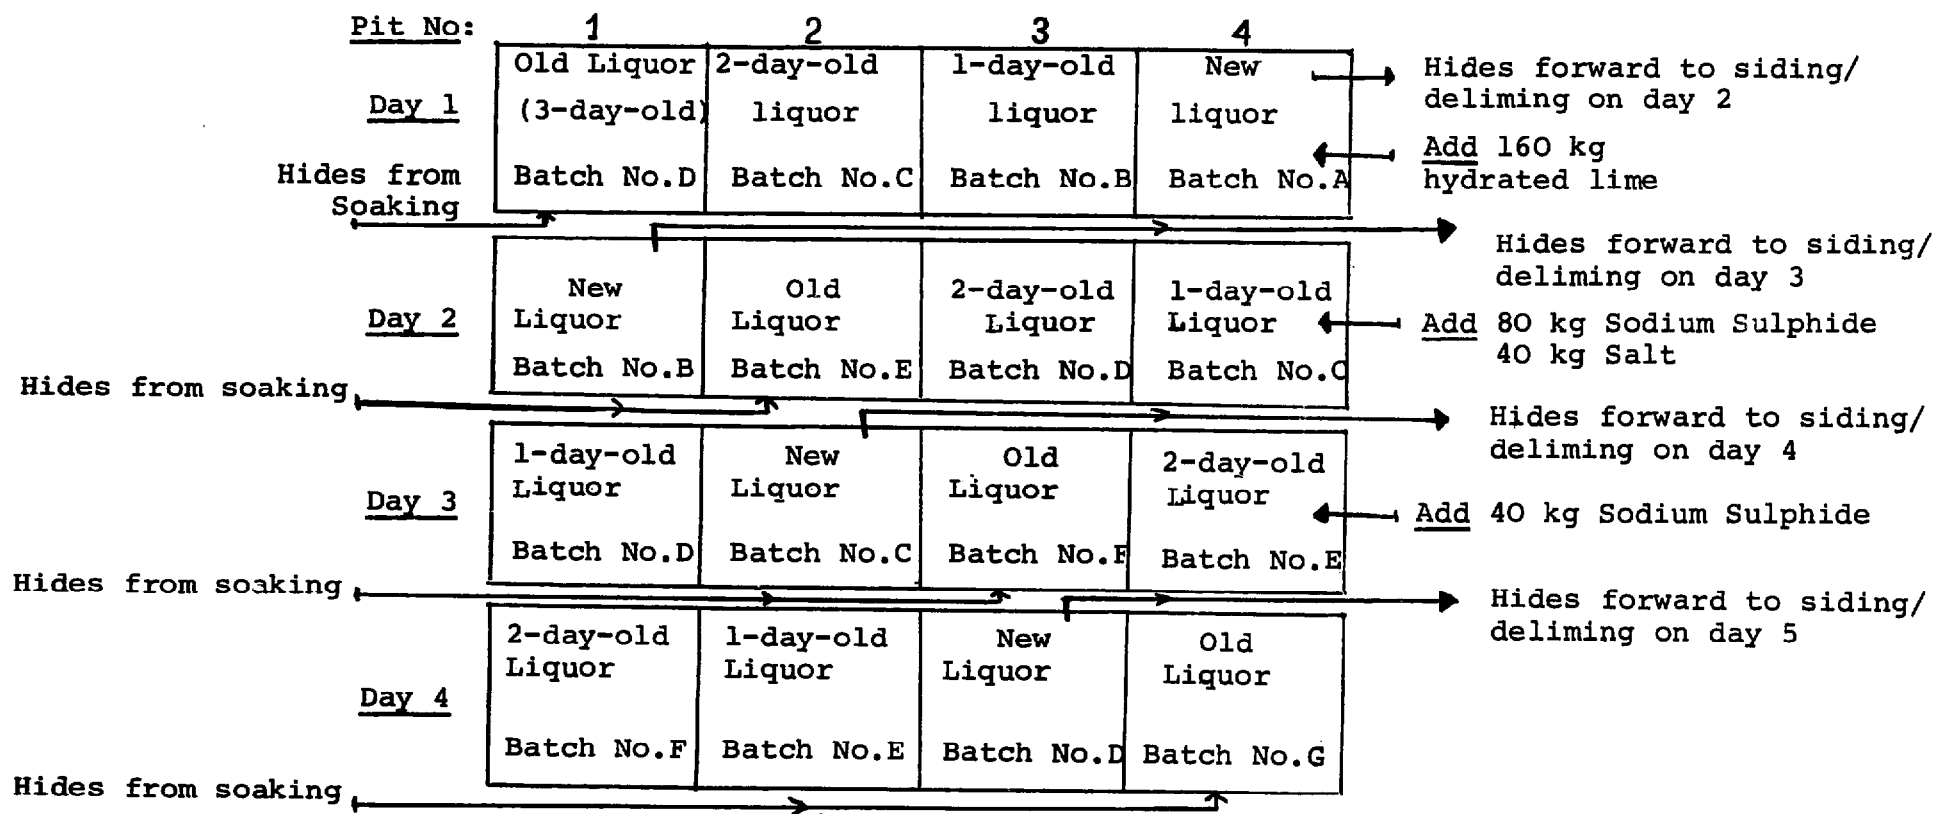 Pit No: 1 2 3 4
Day 1
Old Liquor
(3-day-old)
Batch No.D
2-day-old
liquor
Batch No.C
1-day-old
liquor
Batch No.B
New
liquor
Batch No.A
Hides forward to siding/
deliming on day 2
Add 160 kg
hydrated lime
Hides from
Soaking
Hides forward to siding/
deliming on day 3
Day 2
New
Liquor
Batch No.B
Old
Liquor
Batch No.E
2-day-old
Liquor
Batch No.D
1-day-old
Liquor
Batch No.C
Add 80 kg Sodium Sulphide
40 kg Salt
Hides from soaking
Hides forward to siding/
deliming on day 4
Day 3
1-day-old
Liquor
Batch No.D
New
Liquor
Batch No.C
Old
Liquor
Batch No.F
2-day-old
Liquor
Batch No.E
Add 40 kg Sodium Sulphide
Hides from soaking
Hides forward to siding/
deliming on day 5
Day 4
2-day-old
Liquor
Batch No.F
1-day-old
Liquor
Batch No.E
New
Liquor
Batch No.D
Old
Liquor
Batch No.G
Hides from soaking